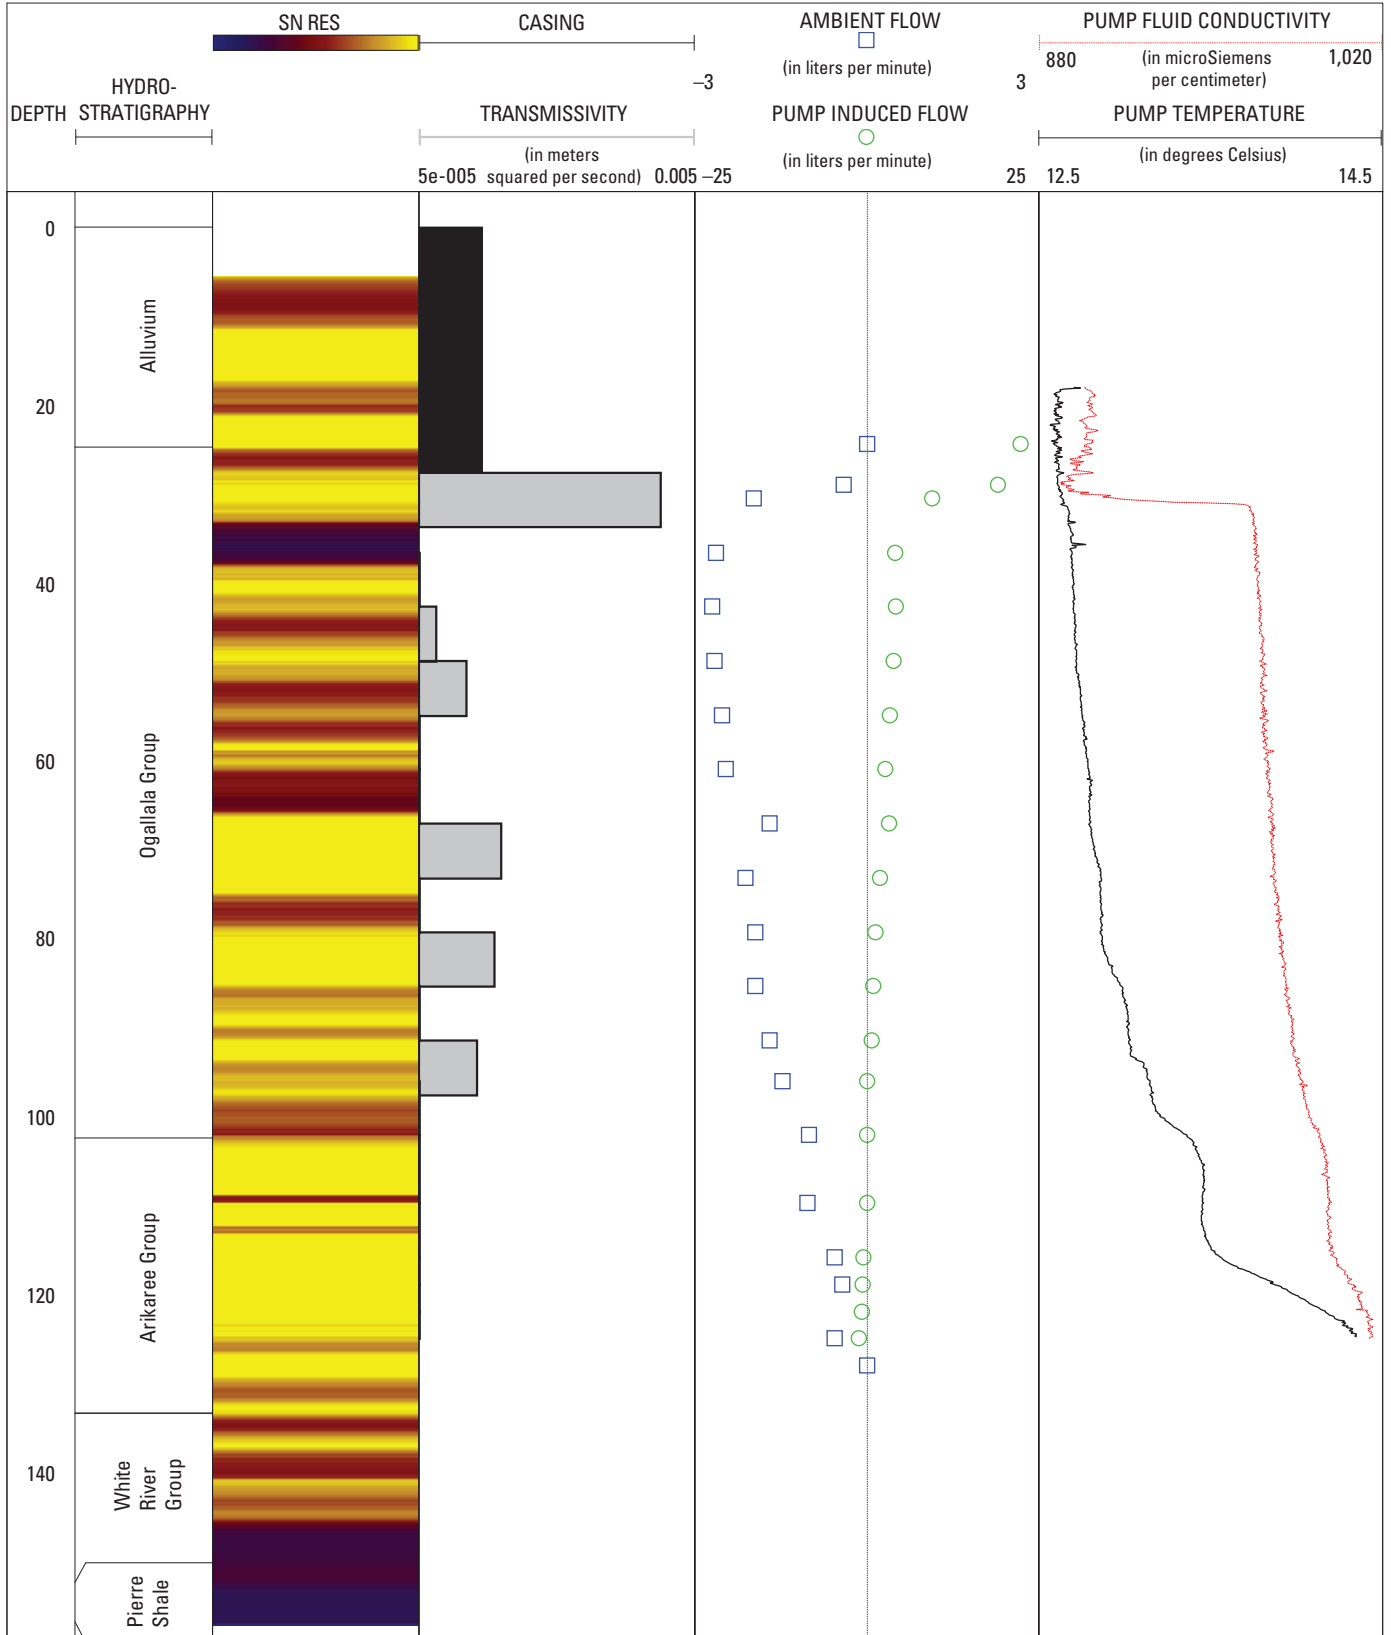 SN RES
CASING
AMBIENT FLOW
(in liters per minute)
–3
3
PUMP FLUID CONDUCTIVITY
880
(in microSiemens
per centimeter)
1,020
DEPTH
HYDRO-
STRATIGRAPHY
TRANSMISSIVITY
(in meters
squared per second)
5e-005
0.005
PUMP INDUCED FLOW
(in liters per minute)
–25
25
PUMP TEMPERATURE
(in degrees Celsius)
12.5
14.5
0
20
40
60
80
100
120
140
Alluvium
Ogallala Group
Arikaree Group
White
River
Group
Pierre
Shale